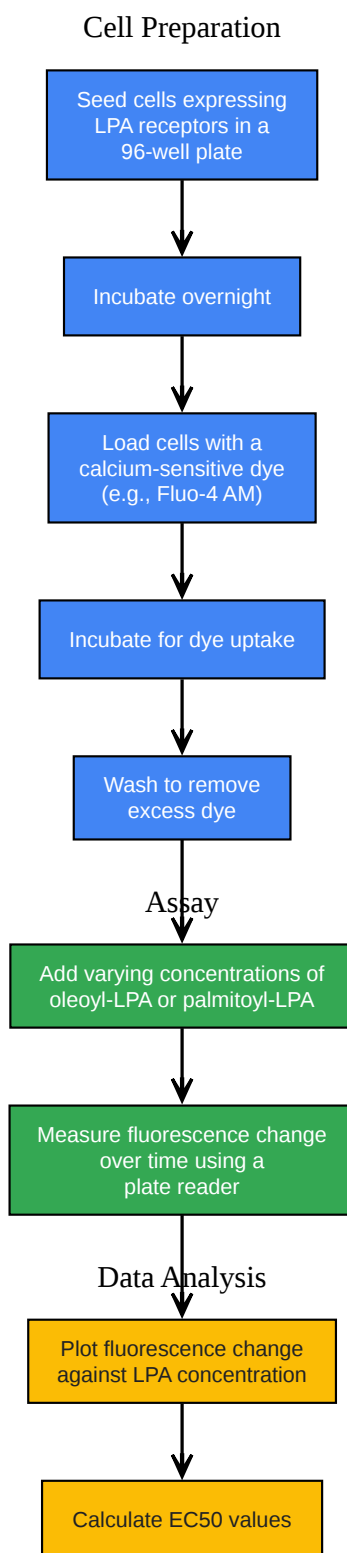 Cell Preparation
Seed cells expressing
LPA receptors in a
96-well plate
Incubate overnight
Load cells with a
calcium-sensitive dye
(e.g., Fluo-4 AM)
Incubate for dye uptake
Wash to remove
excess dye
Assay
Add varying concentrations of
oleoyl-LPA or palmitoyl-LPA
Measure fluorescence change
over time using a
plate reader
Data Analysis
Plot fluorescence change
against LPA concentration
Calculate EC50 values